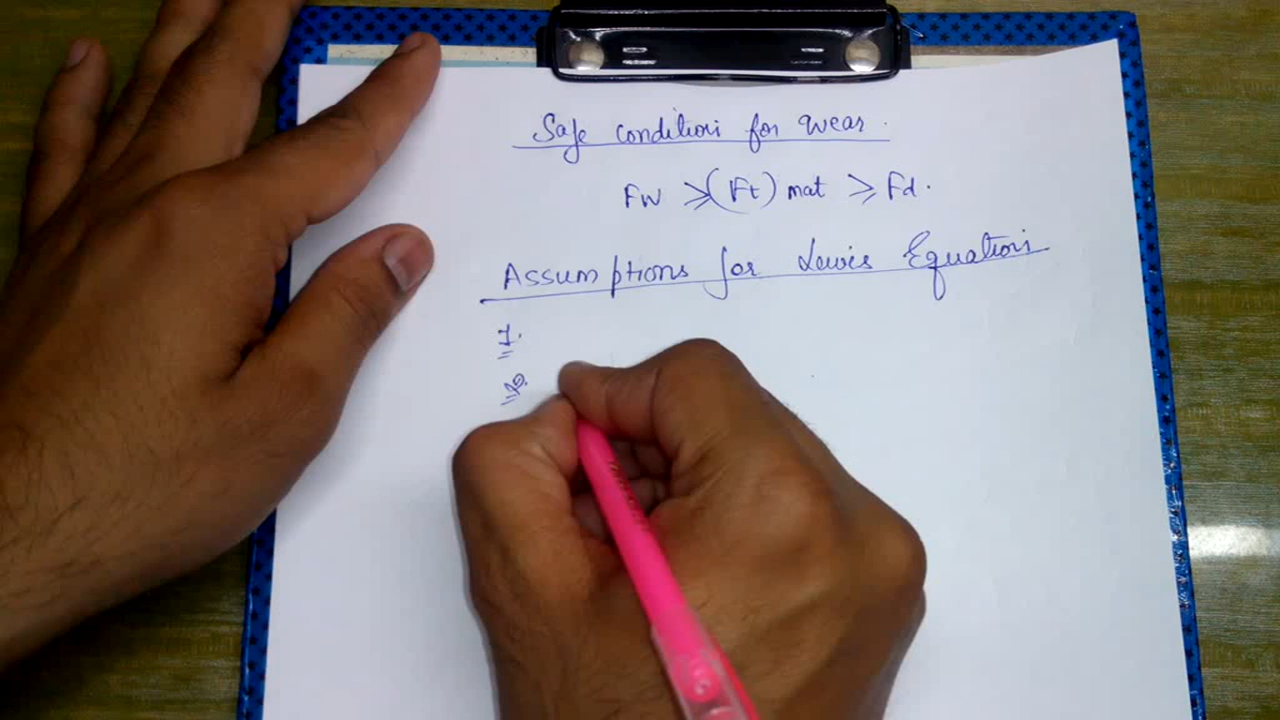 Safe condition for wear.
Fw ≥ (Ft) mat ≥ Fd.
Assumptions for Lewis Equation
1.
2.